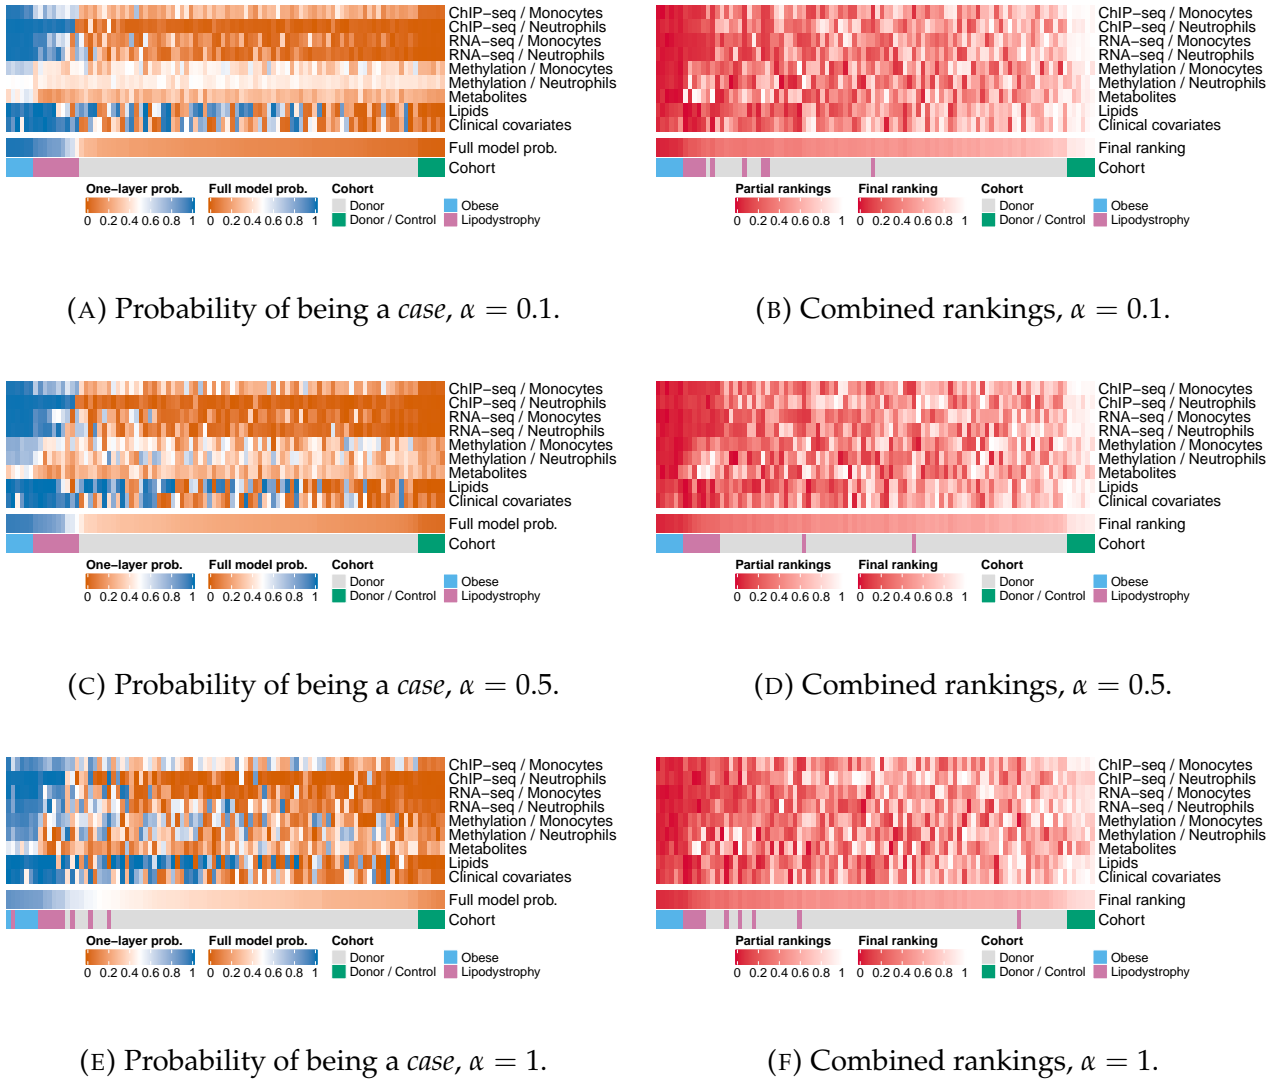 ChIP−seq / Monocytes
ChIP−seq / Neutrophils
RNA−seq / Monocytes
RNA−seq / Neutrophils
Methylation / Monocytes
Methylation / Neutrophils
Metabolites
Lipids
Clinical covariates
Full model prob.
Cohort
One−layer prob. Full model prob. Cohort
Donor Obese
Donor / Control Lipodystrophy
0 0.2 0.4 0.6 0.8 1 0 0.2 0.4 0.6 0.8 1
(A) Probability of being a case, α = 0.1.
ChIP−seq / Monocytes
ChIP−seq / Neutrophils
RNA−seq / Monocytes
RNA−seq / Neutrophils
Methylation / Monocytes
Methylation / Neutrophils
Metabolites
Lipids
Clinical covariates
Final ranking
Cohort
Partial rankings Final ranking Cohort
Donor Obese
Donor / Control Lipodystrophy
0 0.2 0.4 0.6 0.8 1 0 0.2 0.4 0.6 0.8 1
(B) Combined rankings, α = 0.1.
ChIP−seq / Monocytes
ChIP−seq / Neutrophils
RNA−seq / Monocytes
RNA−seq / Neutrophils
Methylation / Monocytes
Methylation / Neutrophils
Metabolites
Lipids
Clinical covariates
Full model prob.
Cohort
One−layer prob. Full model prob. Cohort
Donor Obese
Donor / Control Lipodystrophy
0 0.2 0.4 0.6 0.8 1 0 0.2 0.4 0.6 0.8 1
(C) Probability of being a case, α = 0.5.
ChIP−seq / Monocytes
ChIP−seq / Neutrophils
RNA−seq / Monocytes
RNA−seq / Neutrophils
Methylation / Monocytes
Methylation / Neutrophils
Metabolites
Lipids
Clinical covariates
Final ranking
Cohort
Partial rankings Final ranking Cohort
Donor Obese
Donor / Control Lipodystrophy
0 0.2 0.4 0.6 0.8 1 0 0.2 0.4 0.6 0.8 1
(D) Combined rankings, α = 0.5.
ChIP−seq / Monocytes
ChIP−seq / Neutrophils
RNA−seq / Monocytes
RNA−seq / Neutrophils
Methylation / Monocytes
Methylation / Neutrophils
Metabolites
Lipids
Clinical covariates
Full model prob.
Cohort
One−layer prob. Full model prob. Cohort
Donor Obese
Donor / Control Lipodystrophy
0 0.2 0.4 0.6 0.8 1 0 0.2 0.4 0.6 0.8 1
(E) Probability of being a case, α = 1.
ChIP−seq / Monocytes
ChIP−seq / Neutrophils
RNA−seq / Monocytes
RNA−seq / Neutrophils
Methylation / Monocytes
Methylation / Neutrophils
Metabolites
Lipids
Clinical covariates
Final ranking
Cohort
Partial rankings Final ranking Cohort
Donor Obese
Donor / Control Lipodystrophy
0 0.2 0.4 0.6 0.8 1 0 0.2 0.4 0.6 0.8 1
(F) Combined rankings, α = 1.